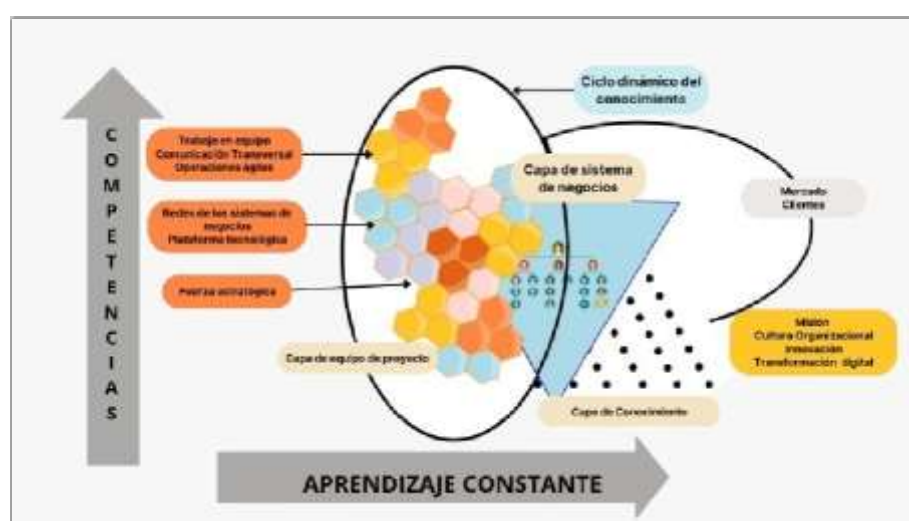 COMPETENCIAS
Ciclo dinámico del
conocimiento
Trabajo en equipo
Comunicación Transversal
Operaciones agiles
Capa de sistema
de negocios
Mercado
Clientes
Redes de los sistemas de
negocios
Plataforma tecnológica
Fuerza estratégica
Misión
Cultura Organizacional
Innovación
Transformación digital
Capa de equipo de proyecto
Capa de Conocimiento
APRENDIZAJE CONSTANTE